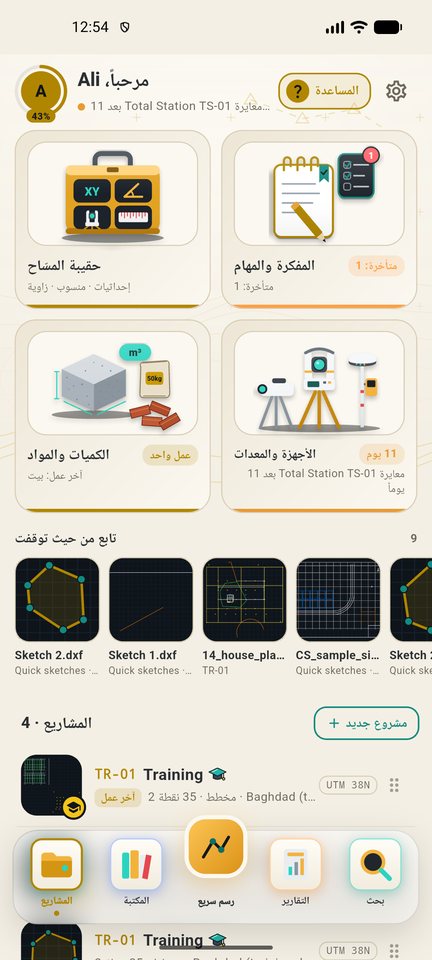 12:54
A
43%
مرحباً، Ali
معايرة Total Station TS-01 بعد 11...
المساعدة ?
XY
1
حقيبة المسّاح
إحداثيات · منسوب · زاوية
المفكرة والمهام
متأخرة: 1
متأخرة: 1
m³
50kg
الكميات والمواد
عمل واحد
آخر عمل: بيت
الأجهزة والمعدات
11 يوم
معايرة Total Station TS-01 بعد 11
يوماً
تابع من حيث توقفت
9
Sketch 2.dxf
Quick sketches ·...
Sketch 1.dxf
Quick sketches ·...
14_house_pla...
TR-01
CS_sample_si...
Quick sketches ·...
Sketch 2
Quick ske
المشاريع · 4
مشروع جديد +
TR-01 Training
آخر عمل
مخطط · 35 نقطة 2 · Baghdad (t...
UTM 38N
المشاريع
المكتبة
رسم سريع
التقارير
بحث
TR-01 Training
UTM 38N